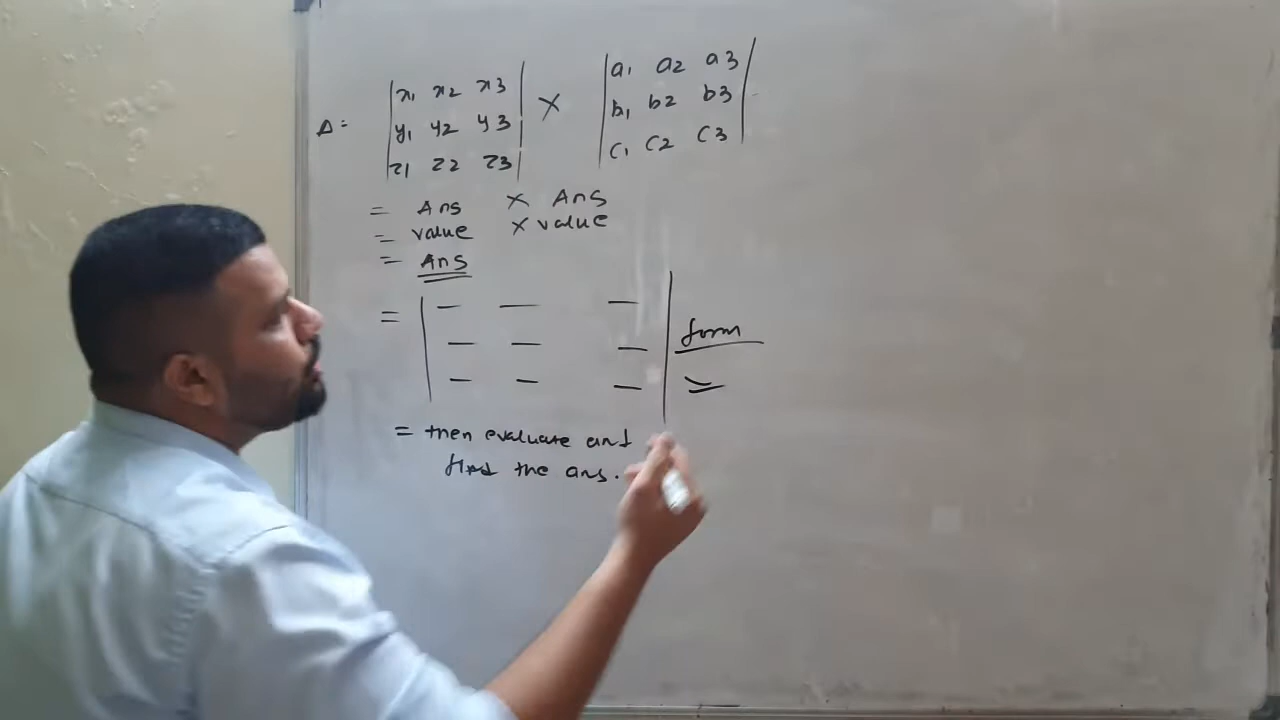 Δ= | x1 x2 x3 | × | a1 a2 a3 |
| y1 y2 y3 | | b1 b2 b3 |
| z1 z2 z3 | | c1 c2 c3 |
= Ans × Ans
= value × value
= Ans
= | — — — |
| — — — | form
| — — — |
= then evaluate and
find the ans.